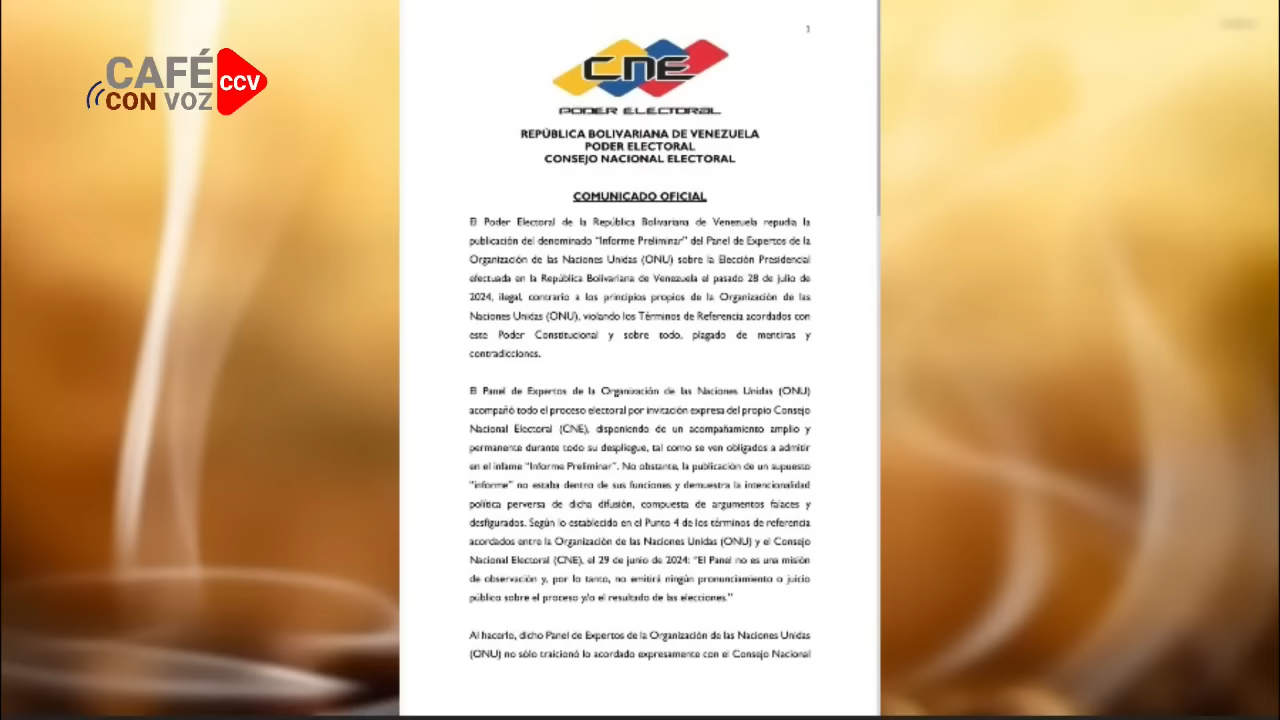 CAFÉ
CON VOZ
CCV
1
CNE
PODER ELECTORAL
REPÚBLICA BOLIVARIANA DE VENEZUELA
PODER ELECTORAL
CONSEJO NACIONAL ELECTORAL
COMUNICADO OFICIAL
El Poder Electoral de la República Bolivariana de Venezuela repudia la
publicación del denominado "Informe Preliminar" del Panel de Expertos de la
Organización de las Naciones Unidas (ONU) sobre la Elección Presidencial
efectuada en la República Bolivariana de Venezuela el pasado 28 de julio de
2024, ilegal, contrario a los principios propios de la Organización de las
Naciones Unidas (ONU), violando los Términos de Referencia acordados con
este Poder Constitucional y sobre todo, plagado de mentiras y
contradicciones.
El Panel de Expertos de la Organización de las Naciones Unidas (ONU)
acompañó todo el proceso electoral por invitación expresa del propio Consejo
Nacional Electoral (CNE), disponiendo de un acompañamiento amplio y
permanente durante todo su despliegue, tal como se ven obligados a admitir
en el infame "Informe Preliminar". No obstante, la publicación de un supuesto
"informe" no estaba dentro de sus funciones y demuestra la intencionalidad
política perversa de dicha difusión, compuesta de argumentos falaces y
desfigurados. Según lo establecido en el Punto 4 de los términos de referencia
acordados entre la Organización de las Naciones Unidas (ONU) y el Consejo
Nacional Electoral (CNE), el 29 de junio de 2024: "El Panel no es una misión
de observación y, por lo tanto, no emitirá ningún pronunciamiento o juicio
público sobre el proceso y/o el resultado de las elecciones."
Al hacerlo, dicho Panel de Expertos de la Organización de las Naciones Unidas
(ONU) no sólo traicionó lo acordado expresamente con el Consejo Nacional